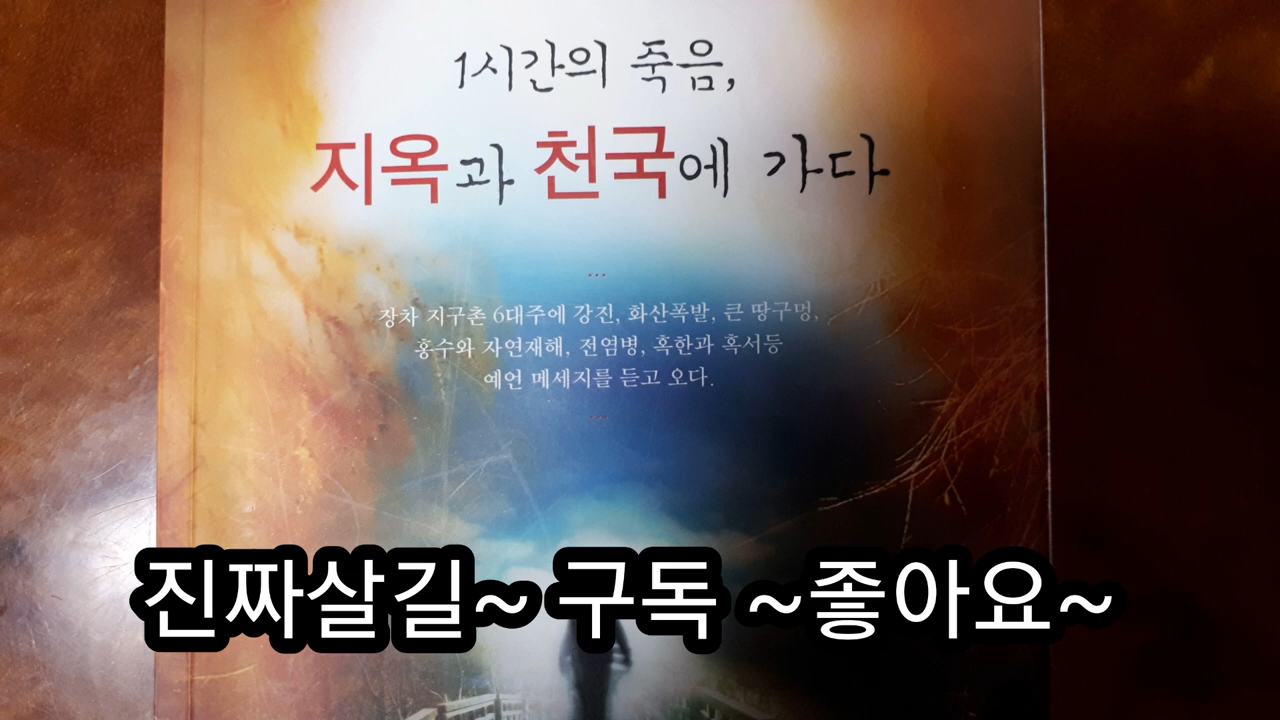 1시간의 죽음,
지옥과 천국에 가다
...
장차 지구촌 6대주에 강진, 화산폭발, 큰 땅구멍,
홍수와 자연재해, 전염병, 혹한과 혹서등
예언 메세지를 듣고 오다.
...
진짜살길~ 구독 ~좋아요~